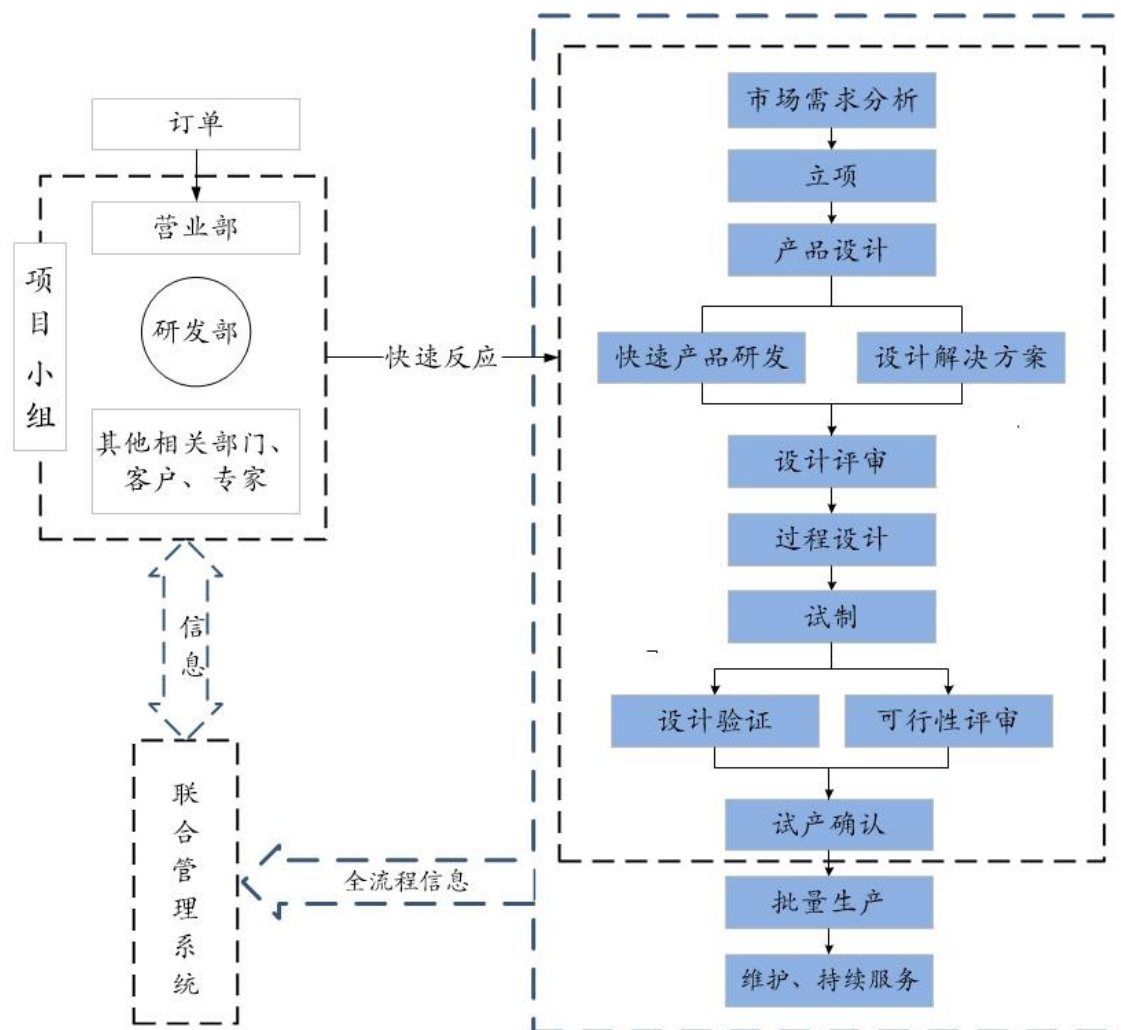 订单
营业部
项目小组
研发部
其他相关部门、
客户、专家
信息
联合管理系统
快速反应
全流程信息
市场需求分析
立项
产品设计
快速产品研发
设计解决方案
设计评审
过程设计
试制
设计验证
可行性评审
试产确认
批量生产
维护、持续服务